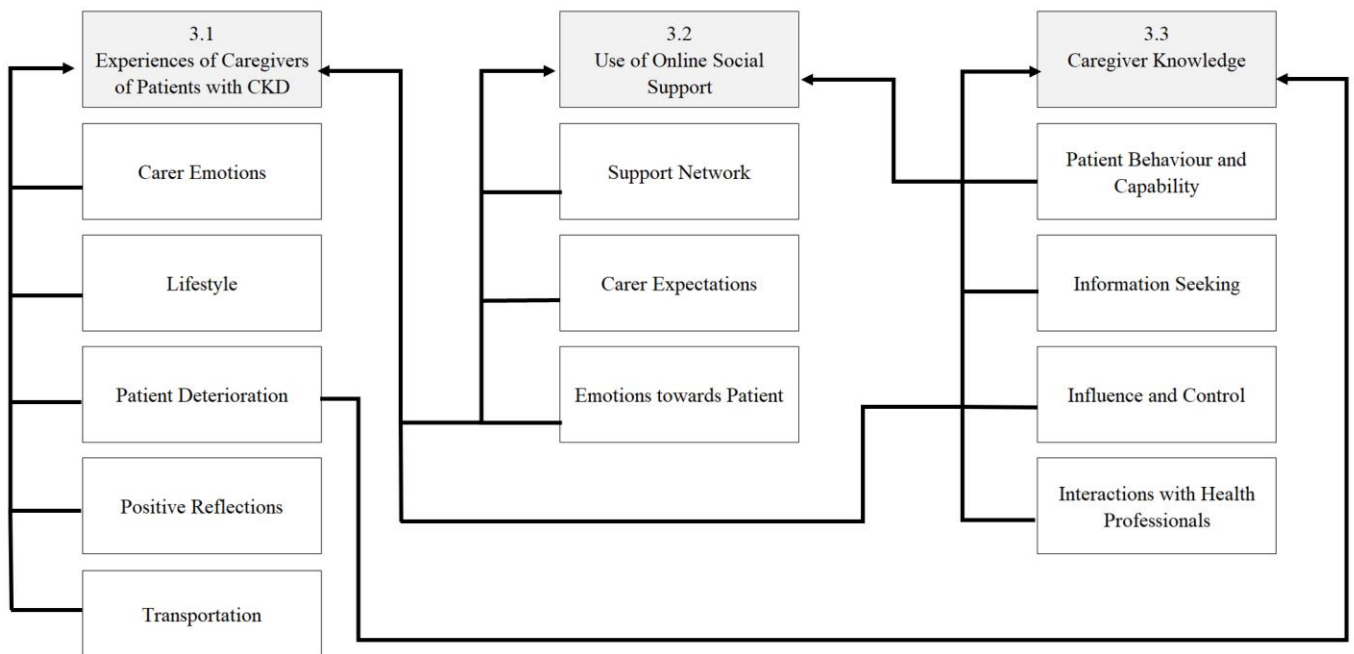 3.1
Experiences of Caregivers
of Patients with CKD
Carer Emotions
Lifestyle
Patient Deterioration
Positive Reflections
Transportation
3.2
Use of Online Social
Support
Support Network
Carer Expectations
Emotions towards Patient
3.3
Caregiver Knowledge
Patient Behaviour and
Capability
Information Seeking
Influence and Control
Interactions with Health
Professionals